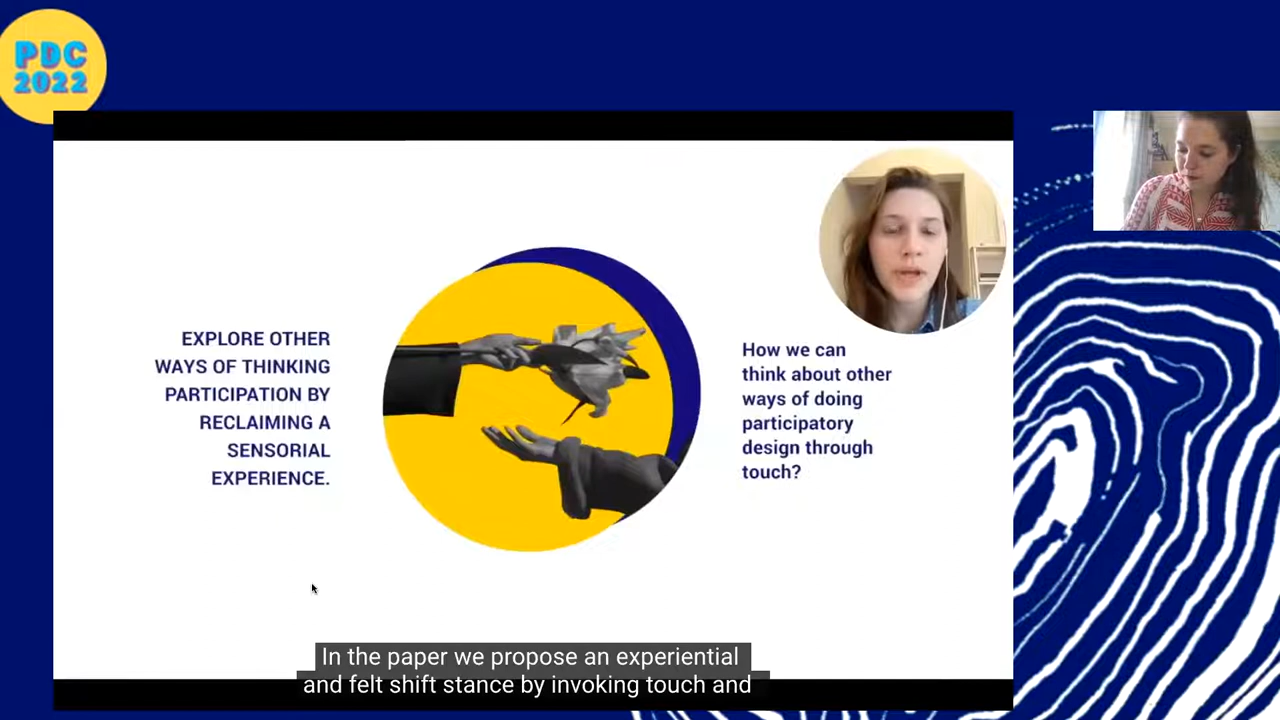 PDC
2022
EXPLORE OTHER
WAYS OF THINKING
PARTICIPATION BY
RECLAIMING A
SENSORIAL
EXPERIENCE.
How we can
think about other
ways of doing
participatory
design through
touch?
In the paper we propose an experiential
and felt shift stance by invoking touch and